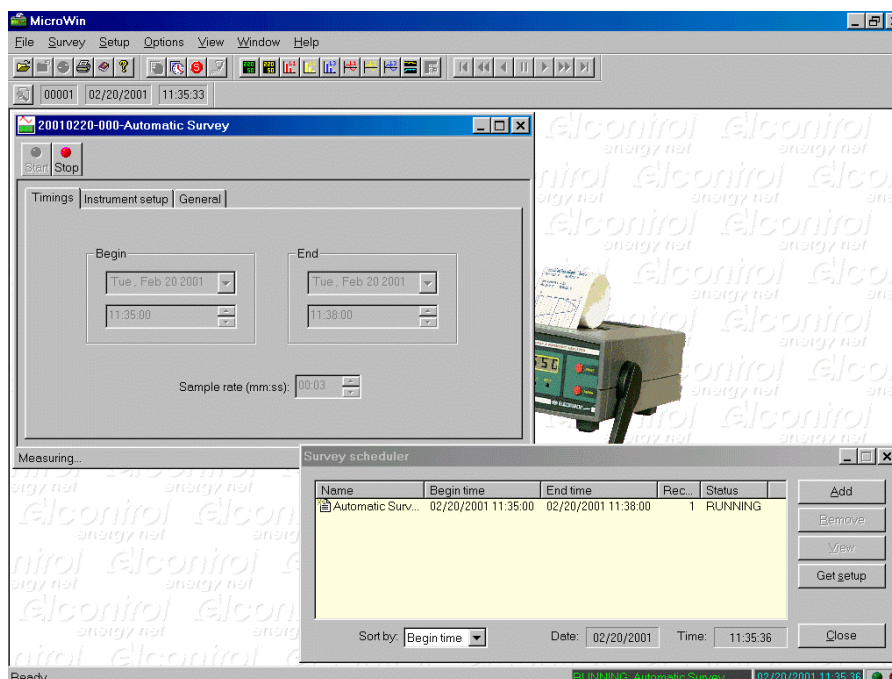 MicroWin
File Survey Setup Options View Window Help
00001 02/20/2001 11:35:33
20010220-000-Automatic Survey
Start Stop
Timings Instrument setup General
Begin End
Tue , Feb 20 2001 Tue , Feb 20 2001
11:35:00 11:38:00
Sample rate (mm:ss): 00:03
Measuring...
elcontrol
energy net
Survey scheduler
Name Begin time End time Rec... Status
Automatic Surv... 02/20/2001 11:35:00 02/20/2001 11:38:00 1 RUNNING
Add
Remove
View
Get setup
Sort by: Begin time Date: 02/20/2001 Time: 11:35:36 Close
Ready RUNNING: Automatic Survey 02/20/2001 11:35:36